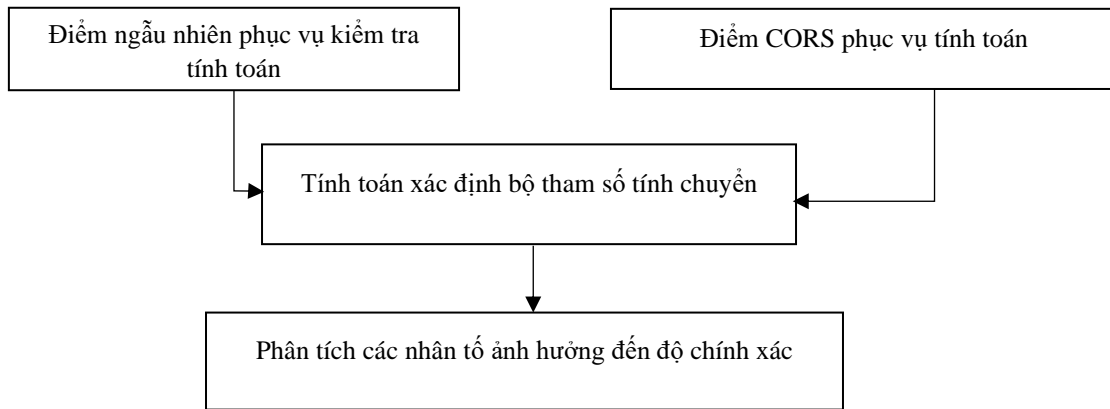 Điểm ngẫu nhiên phục vụ kiểm tra
tính toán
Điểm CORS phục vụ tính toán
Tính toán xác định bộ tham số tính chuyển
Phân tích các nhân tố ảnh hưởng đến độ chính xác